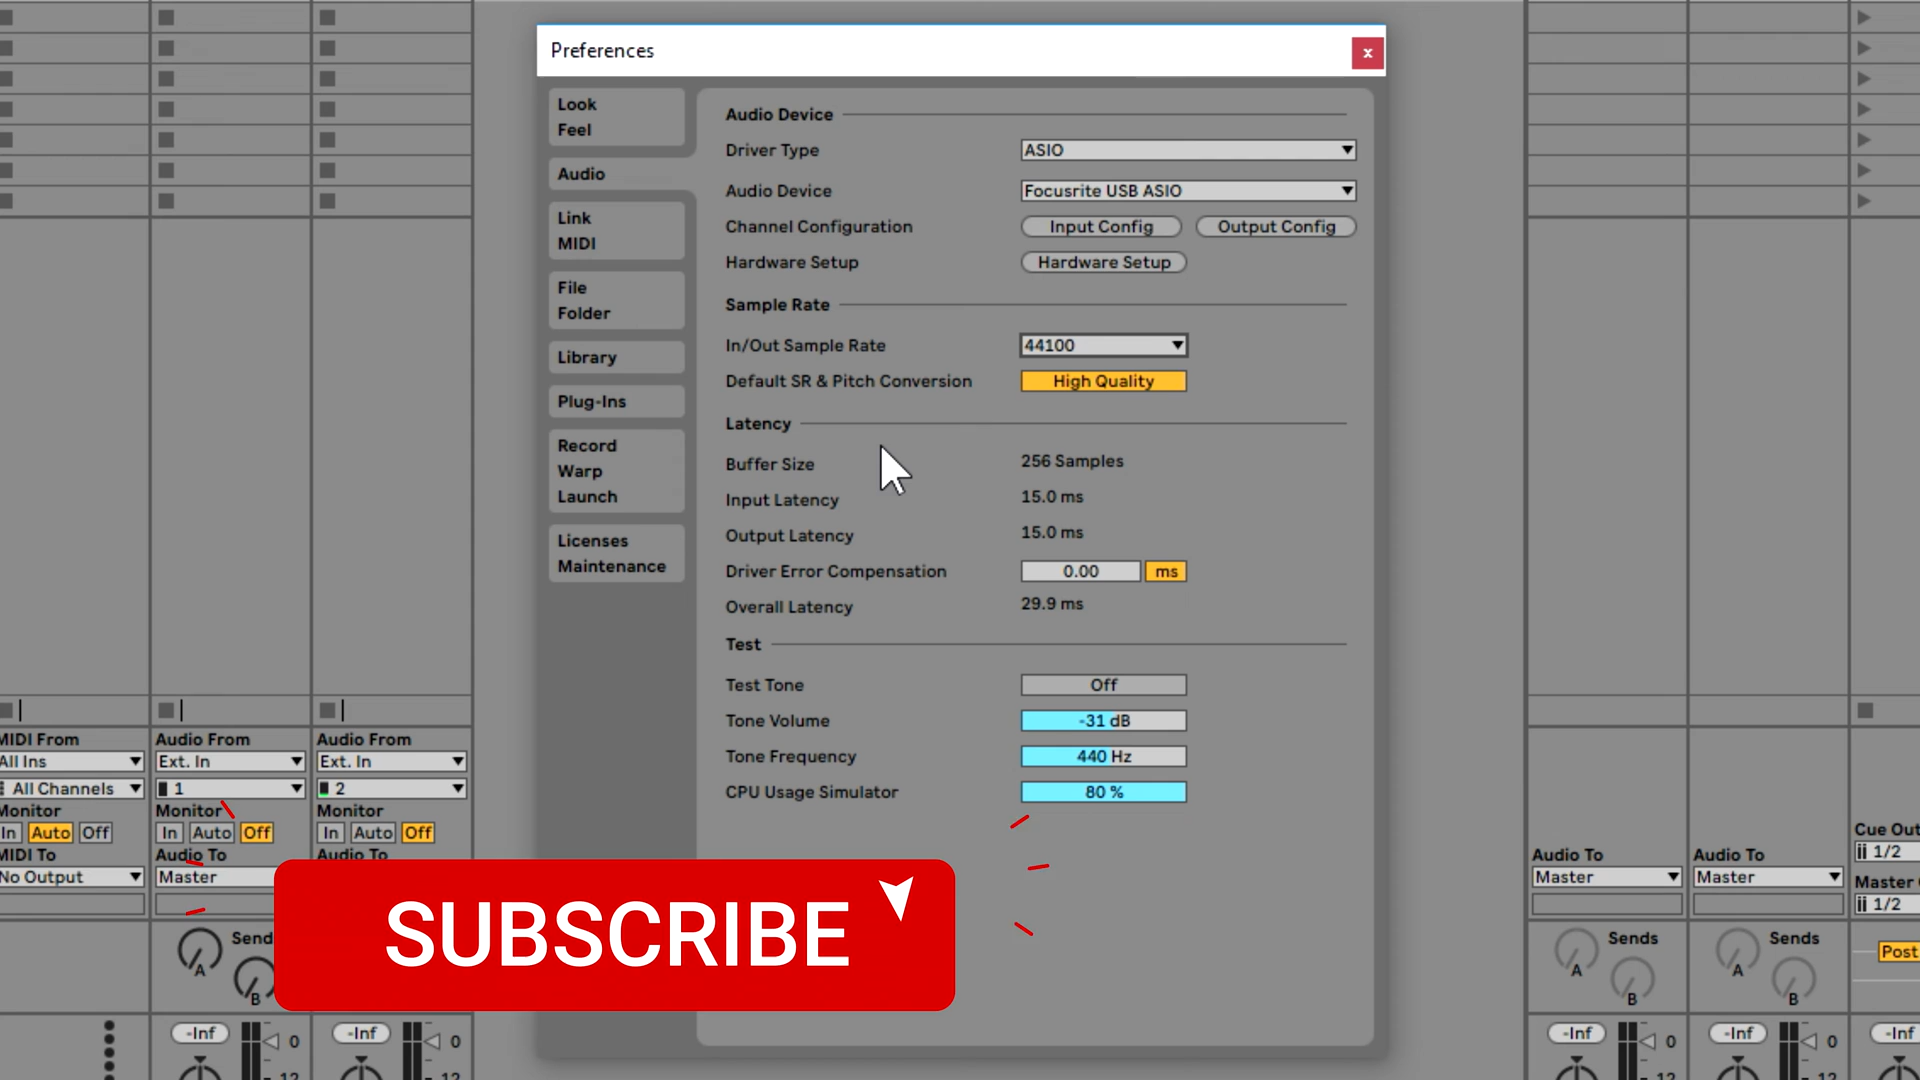 Preferences
x
Look
Feel
Audio
Link
MIDI
File
Folder
Library
Plug-Ins
Record
Warp
Launch
Licenses
Maintenance
Audio Device
Driver Type ASIO
Audio Device Focusrite USB ASIO
Channel Configuration Input Config Output Config
Hardware Setup Hardware Setup
Sample Rate
In/Out Sample Rate 44100
Default SR & Pitch Conversion High Quality
Latency
Buffer Size 256 Samples
Input Latency 15.0 ms
Output Latency 15.0 ms
Driver Error Compensation 0.00 ms
Overall Latency 29.9 ms
Test
Test Tone Off
Tone Volume -31 dB
Tone Frequency 440 Hz
CPU Usage Simulator 80 %
MIDI From
All Ins
All Channels
Monitor
In Auto Off
MIDI To
No Output
Audio From
Ext. In
1
Monitor
In Auto Off
Audio To
Master
Send
A
B
-Inf
0
12
Audio From
Ext. In
2
Monitor
In Auto Off
Audio To
-Inf
0
12
SUBSCRIBE
Audio To
Master
Sends
A
B
-Inf
0
12
Audio To
Master
Sends
A
B
-Inf
0
12
Cue Out
1/2
Master
1/2
Post
-Inf